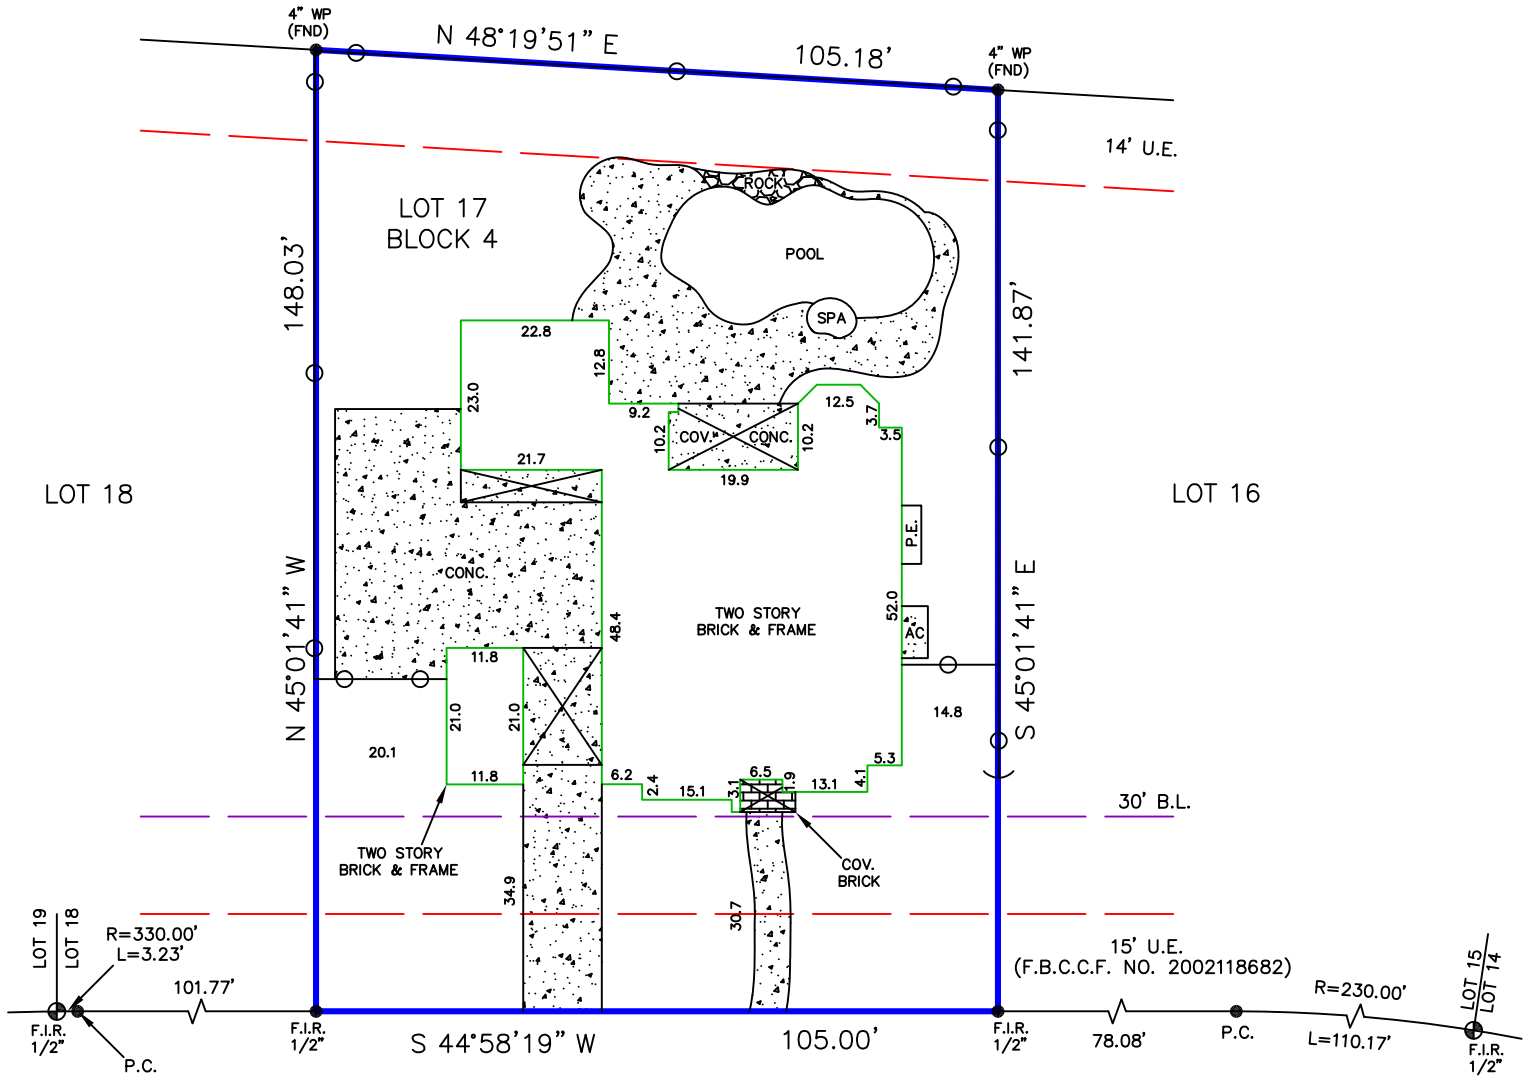 4" WP
(FND)
N 48°19'51" E
105.18'
4" WP
(FND)
14' U.E.
ROCK
LOT 17
BLOCK 4
POOL
SPA
148.03'
141.87'
22.8
12.8
23.0
9.2
12.5
3.7
3.5
10.2
COV.
CONC.
10.2
19.9
21.7
LOT 18
LOT 16
P.E.
CONC.
N 45°01'41" W
S 45°01'41" E
52.0
48.4
TWO STORY
BRICK & FRAME
AC
11.8
21.0
21.0
14.8
20.1
11.8
6.2
2.4
15.1
3.1
6.5
1.9
13.1
4.1
5.3
30' B.L.
TWO STORY
BRICK & FRAME
COV.
BRICK
34.9
30.7
LOT 19
LOT 18
R=330.00'
L=3.23'
101.77'
15' U.E.
(F.B.C.C.F. NO. 2002118682)
R=230.00'
LOT 15
LOT 14
F.I.R.
1/2"
P.C.
F.I.R.
1/2"
S 44°58'19" W
105.00'
F.I.R.
1/2"
78.08'
P.C.
L=110.17'
F.I.R.
1/2"